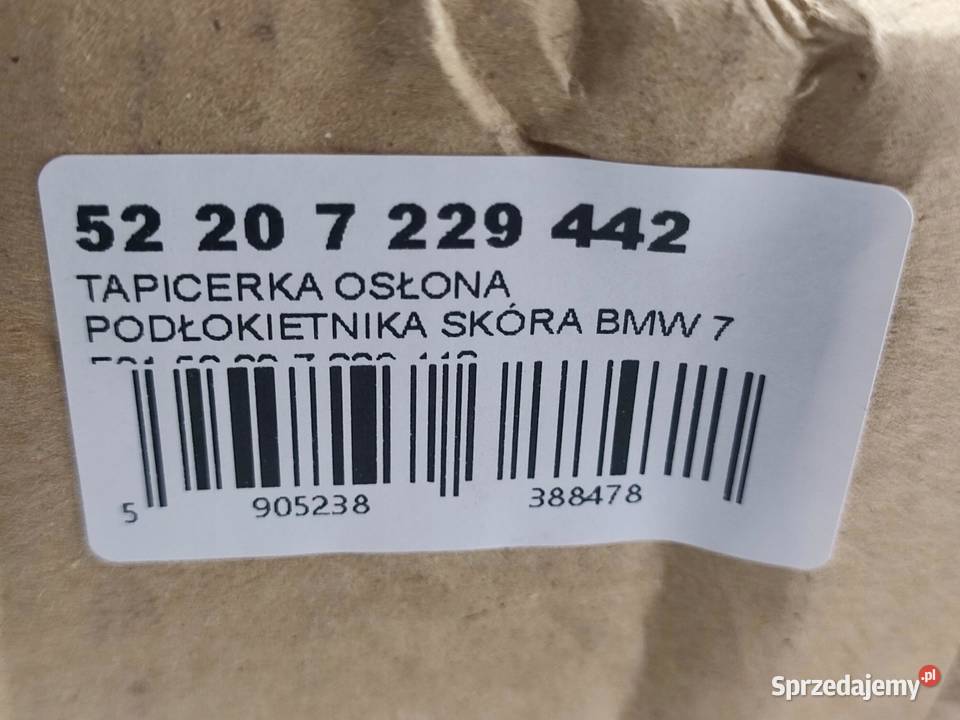 52 20 7 229 442
TAPICERKA OSŁONA
PODŁOKIETNIKA SKÓRA BMW 7
5 905238 388478
Sprzedajemy.pl